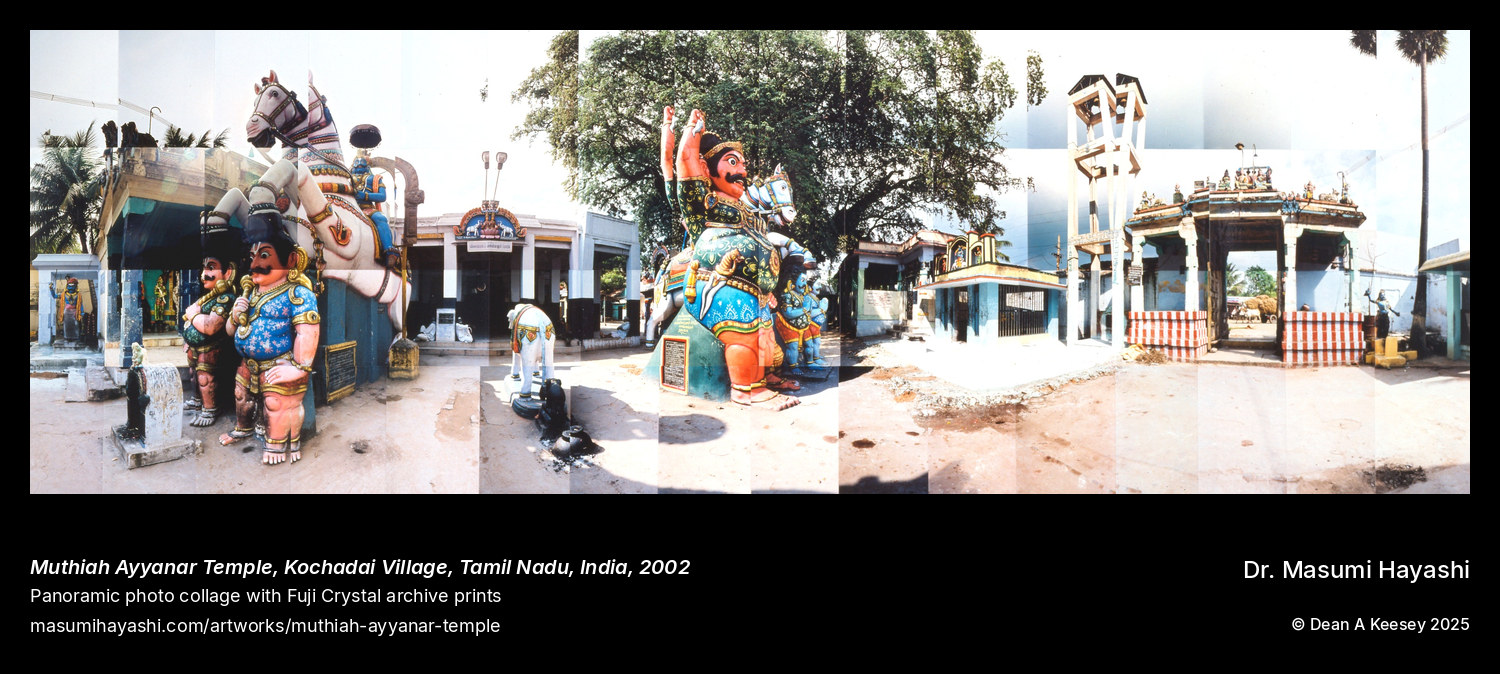 Muthiah Ayyanar Temple, Kochadai Village, Tamil Nadu, India, 2002
Panoramic photo collage with Fuji Crystal archive prints
masumihayashi.com/artworks/muthiah-ayyanar-temple
Dr. Masumi Hayashi
© Dean A Keesey 2025